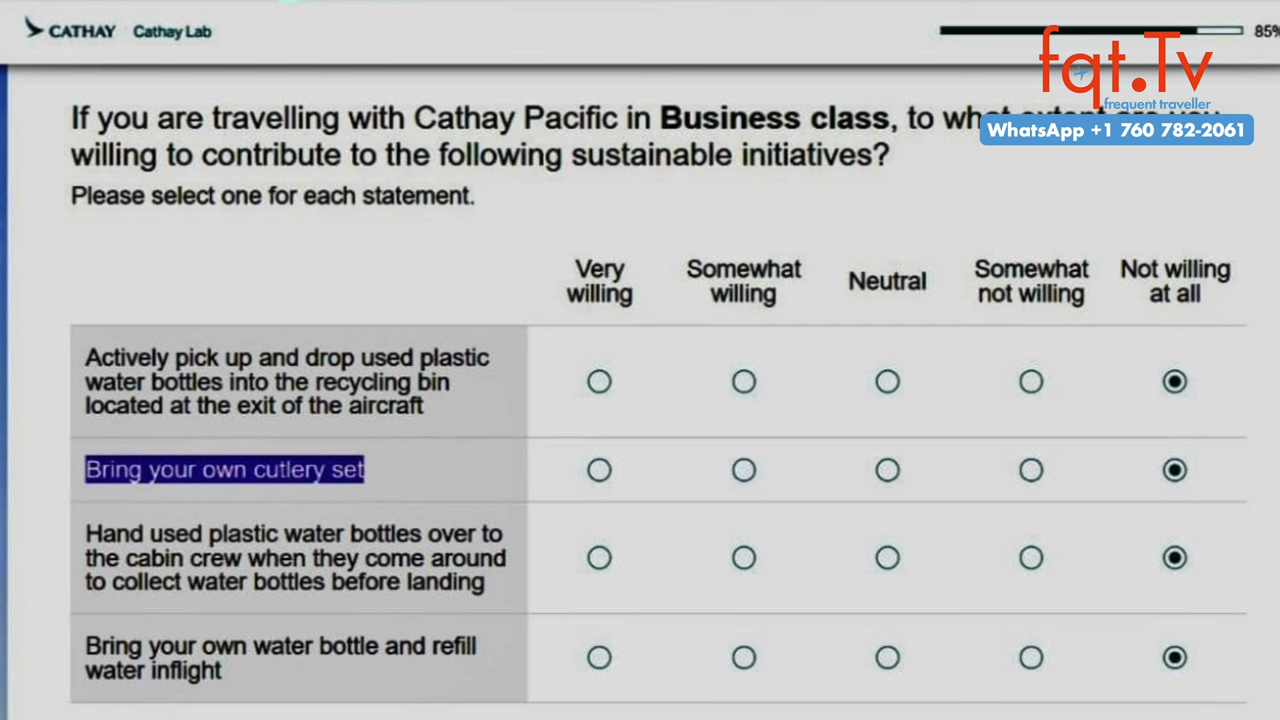 CATHAY Cathay Lab
85%
fqt.Tv
frequent traveller
WhatsApp +1 760 782-2061
If you are travelling with Cathay Pacific in Business class, to what extent are you
willing to contribute to the following sustainable initiatives?
Please select one for each statement.
Very
willing
Somewhat
willing
Neutral
Somewhat
not willing
Not willing
at all
Actively pick up and drop used plastic
water bottles into the recycling bin
located at the exit of the aircraft
Bring your own cutlery set
Hand used plastic water bottles over to
the cabin crew when they come around
to collect water bottles before landing
Bring your own water bottle and refill
water inflight